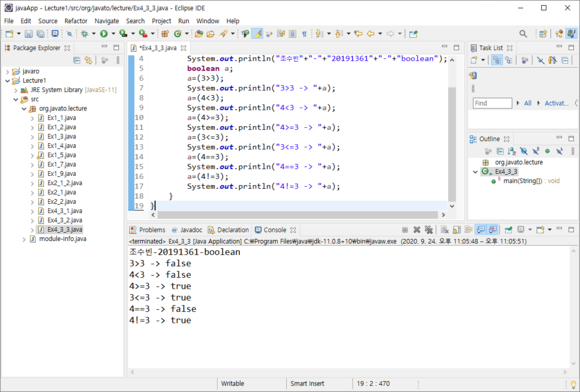 javaApp - Lecture1/src/org/javato/lecture/Ex4_3_3.java - Eclipse IDE
File Edit Source Refactor Navigate Search Project Run Window Help
Package Explorer
javaro
Lecture1
JRE System Library [JavaSE-11]
src
org.javato.lecture
Ex1_1.java
Ex1_2.java
Ex1_3.java
Ex1_4.java
Ex1_5.java
Ex1_7.java
Ex1_9.java
Ex2_1_2.java
Ex2_1.java
Ex2_2.java
Ex4_3_1.java
Ex4_3_2.java
Ex4_3_3.java
module-info.java
*Ex4_3_3.java
4 System.out.println("조수빈"+"-"+"20191361"+"-"+"boolean");
5 boolean a;
6 a=(3>3);
7 System.out.println("3>3 -> "+a);
8 a=(4<3);
9 System.out.println("4<3 -> "+a);
10 a=(4>=3);
11 System.out.println("4>=3 -> "+a);
12 a=(3<=3);
13 System.out.println("3<=3 -> "+a);
14 a=(4==3);
15 System.out.println("4==3 -> "+a);
16 a=(4!=3);
17 System.out.println("4!=3 -> "+a);
18 }
19 }
Task List
Find All Activat...
Outline
org.javato.lecture
Ex4_3_3
main(String[]) : void
Problems Javadoc Declaration Console
<terminated> Ex4_3_3 [Java Application] C:₩Program Files₩Java₩jdk-11.0.8+10₩bin₩javaw.exe (2020. 9. 24. 오후 11:05:48 – 오후 11:05:51)
조수빈-20191361-boolean
3>3 -> false
4<3 -> false
4>=3 -> true
3<=3 -> true
4==3 -> false
4!=3 -> true
Writable Smart Insert 19 : 2 : 470